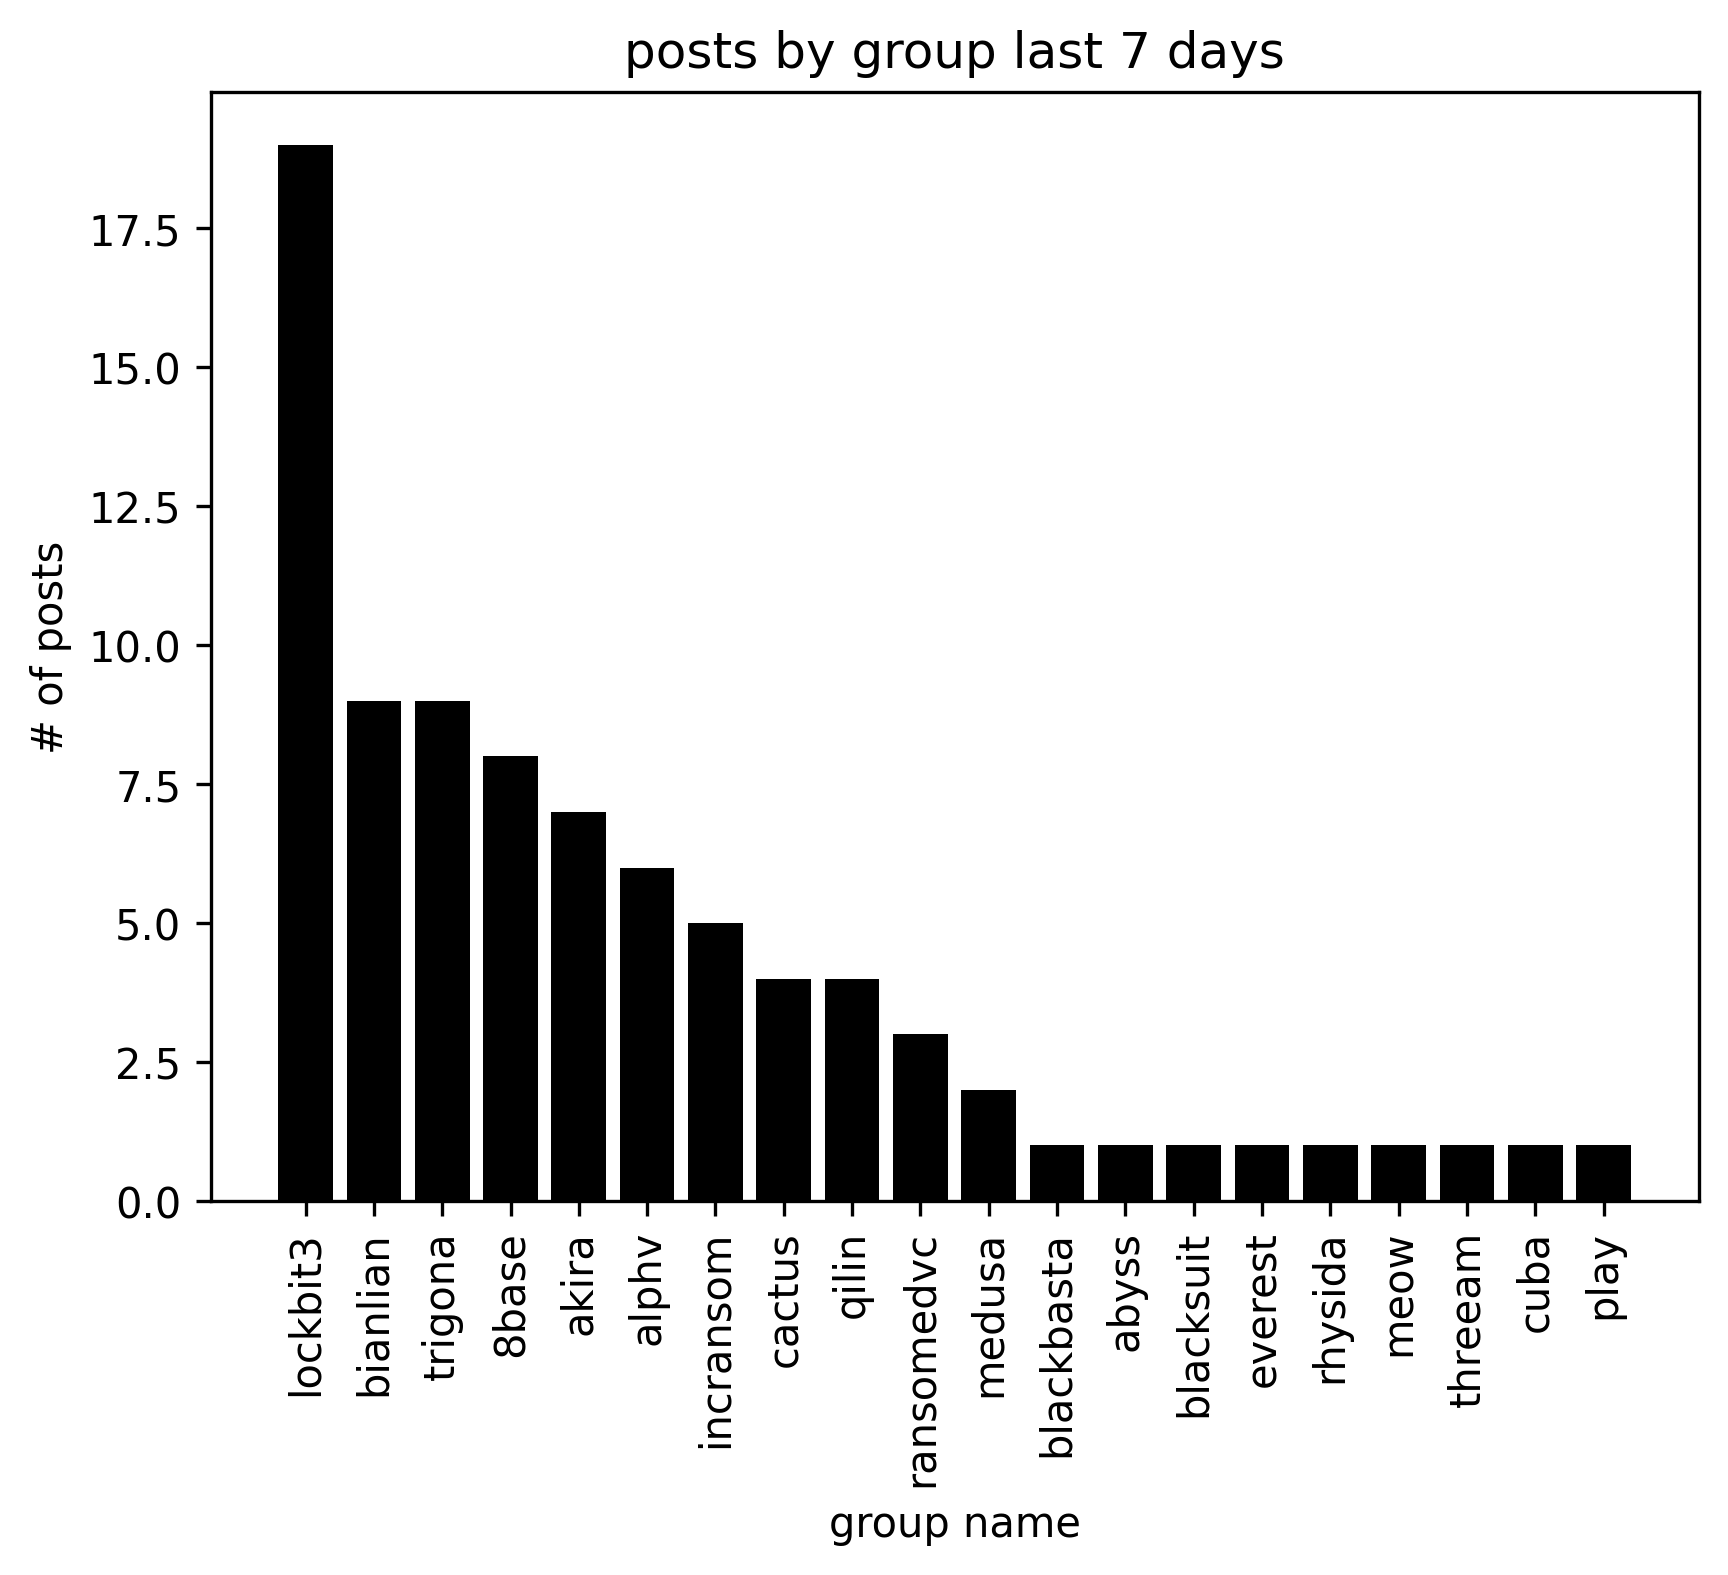 posts by group last 7 days
17.5
15.0
12.5
10.0
7.5
5.0
2.5
0.0
# of posts
lockbit3
bianlian
trigona
8base
akira
alphv
incransom
cactus
qilin
ransomedvc
medusa
blackbasta
abyss
blacksuit
everest
rhysida
meow
threeam
cuba
play
group name